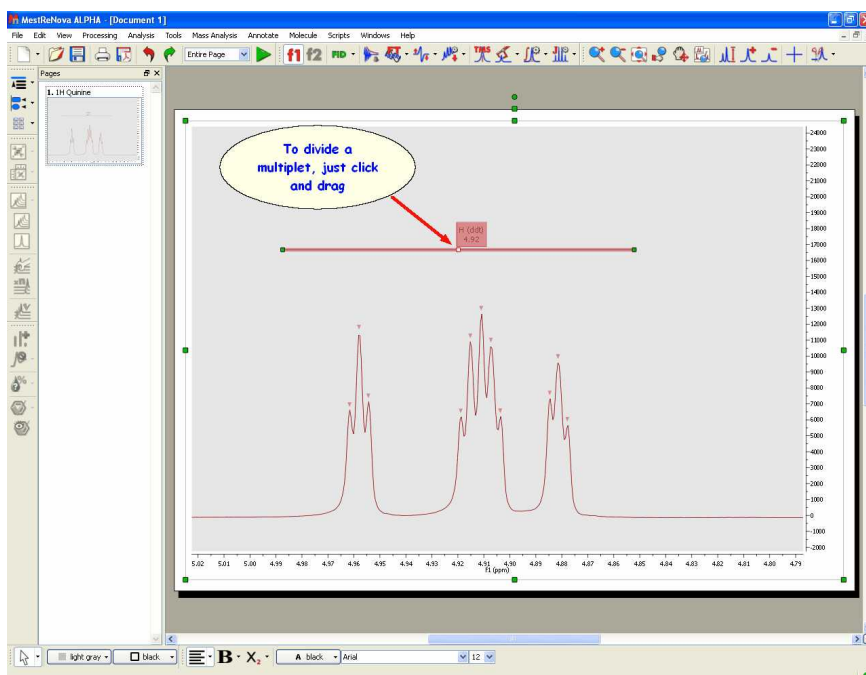 MestReNova ALPHA - [Document 1]
File Edit View Processing Analysis Tools Mass Analysis Annotate Molecule Scripts Windows Help
Entire Page f1 f2 FID TMS
Pages
1. 1H Quinine
To divide a
multiplet, just click
and drag
H (ddt)
4.92
24000
23000
22000
21000
20000
19000
18000
17000
16000
15000
14000
13000
12000
11000
10000
9000
8000
7000
6000
5000
4000
3000
2000
1000
0
-1000
-2000
5.02 5.01 5.00 4.99 4.98 4.97 4.96 4.95 4.94 4.93 4.92 4.91 4.90 4.89 4.88 4.87 4.86 4.85 4.84 4.83 4.82 4.81 4.80 4.79
f1 (ppm)
light gray black B X2 A black Arial 12